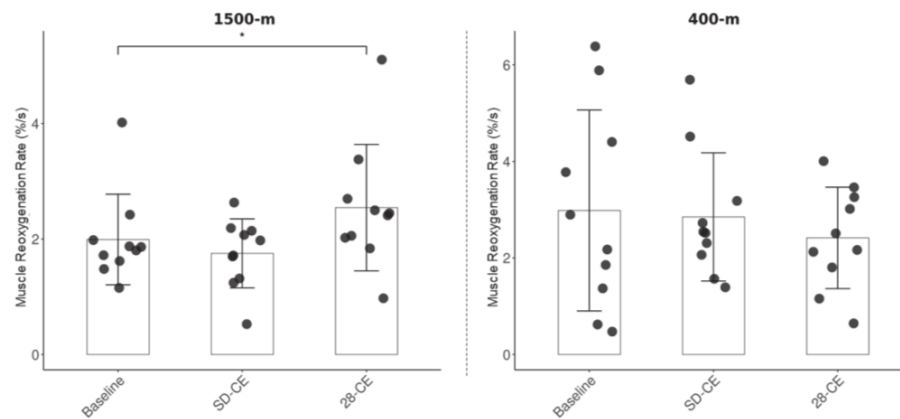 1500-m
*
Muscle Reoxygenation Rate (%/s)
4
2
0
Baseline
SD-CE
28-CE
400-m
Muscle Reoxygenation Rate (%/s)
6
4
2
0
Baseline
SD-CE
28-CE